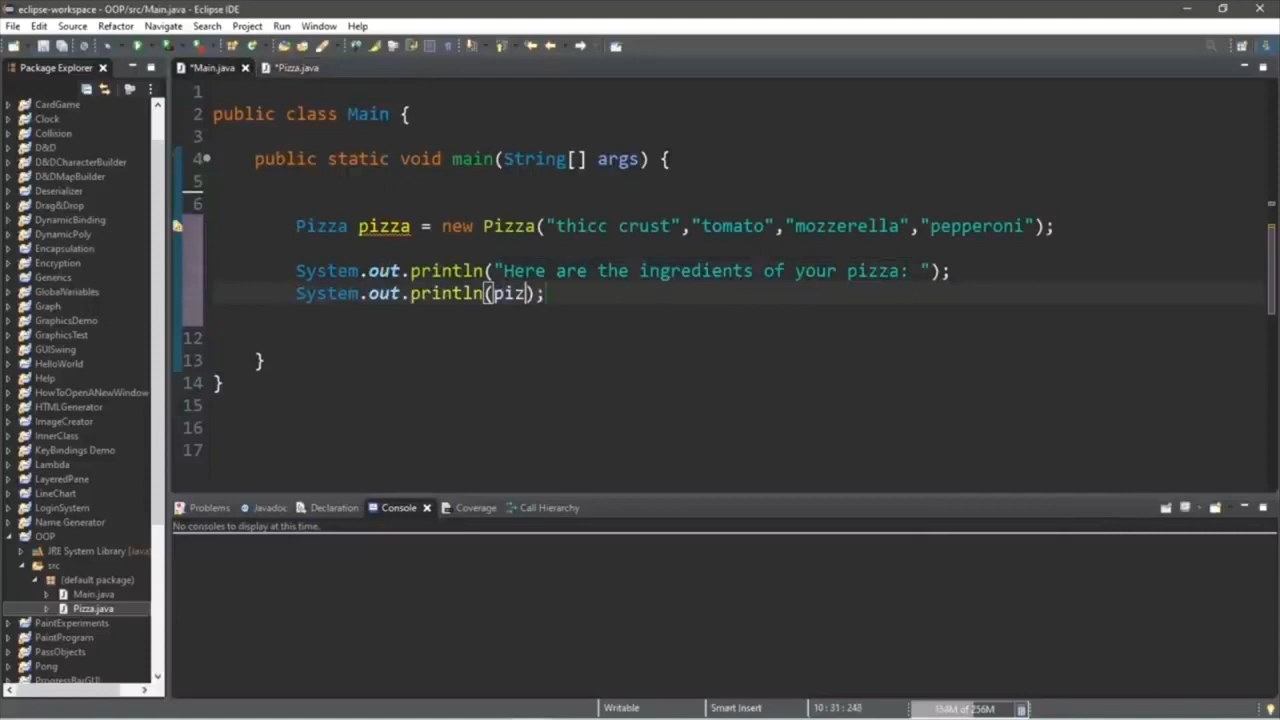 eclipse-workspace - OOP/src/Main.java - Eclipse IDE
File Edit Source Refactor Navigate Search Project Run Window Help
Package Explorer
*Main.java
*Pizza.java
CardGame
Clock
Collision
D&D
D&DCharacterBuilder
D&DMapBuilder
Deserializer
Drag&Drop
DynamicBinding
DynamicPoly
Encapsulation
Encryption
Generics
GlobalVariables
Graph
GraphicsDemo
GraphicsTest
GUISwing
HelloWorld
Help
HowToOpenANewWindow
HTMLGenerator
ImageCreator
InnerClass
KeyBindings Demo
Lambda
LayeredPane
LineChart
LoginSystem
Name Generator
OOP
JRE System Library [Java
src
(default package)
Main.java
Pizza.java
PaintExperiments
PaintProgram
PassObjects
Pong
ProgressBarGUI
1
2 public class Main {
3
4 public static void main(String[] args) {
5
6
Pizza pizza = new Pizza("thicc crust","tomato","mozzerella","pepperoni");
System.out.println("Here are the ingredients of your pizza: ");
System.out.println(piz);
12
13 }
14 }
15
16
17
Problems Javadoc Declaration Console Coverage Call Hierarchy
No consoles to display at this time.
Writable Smart Insert 10 : 31 : 248 154M of 256M